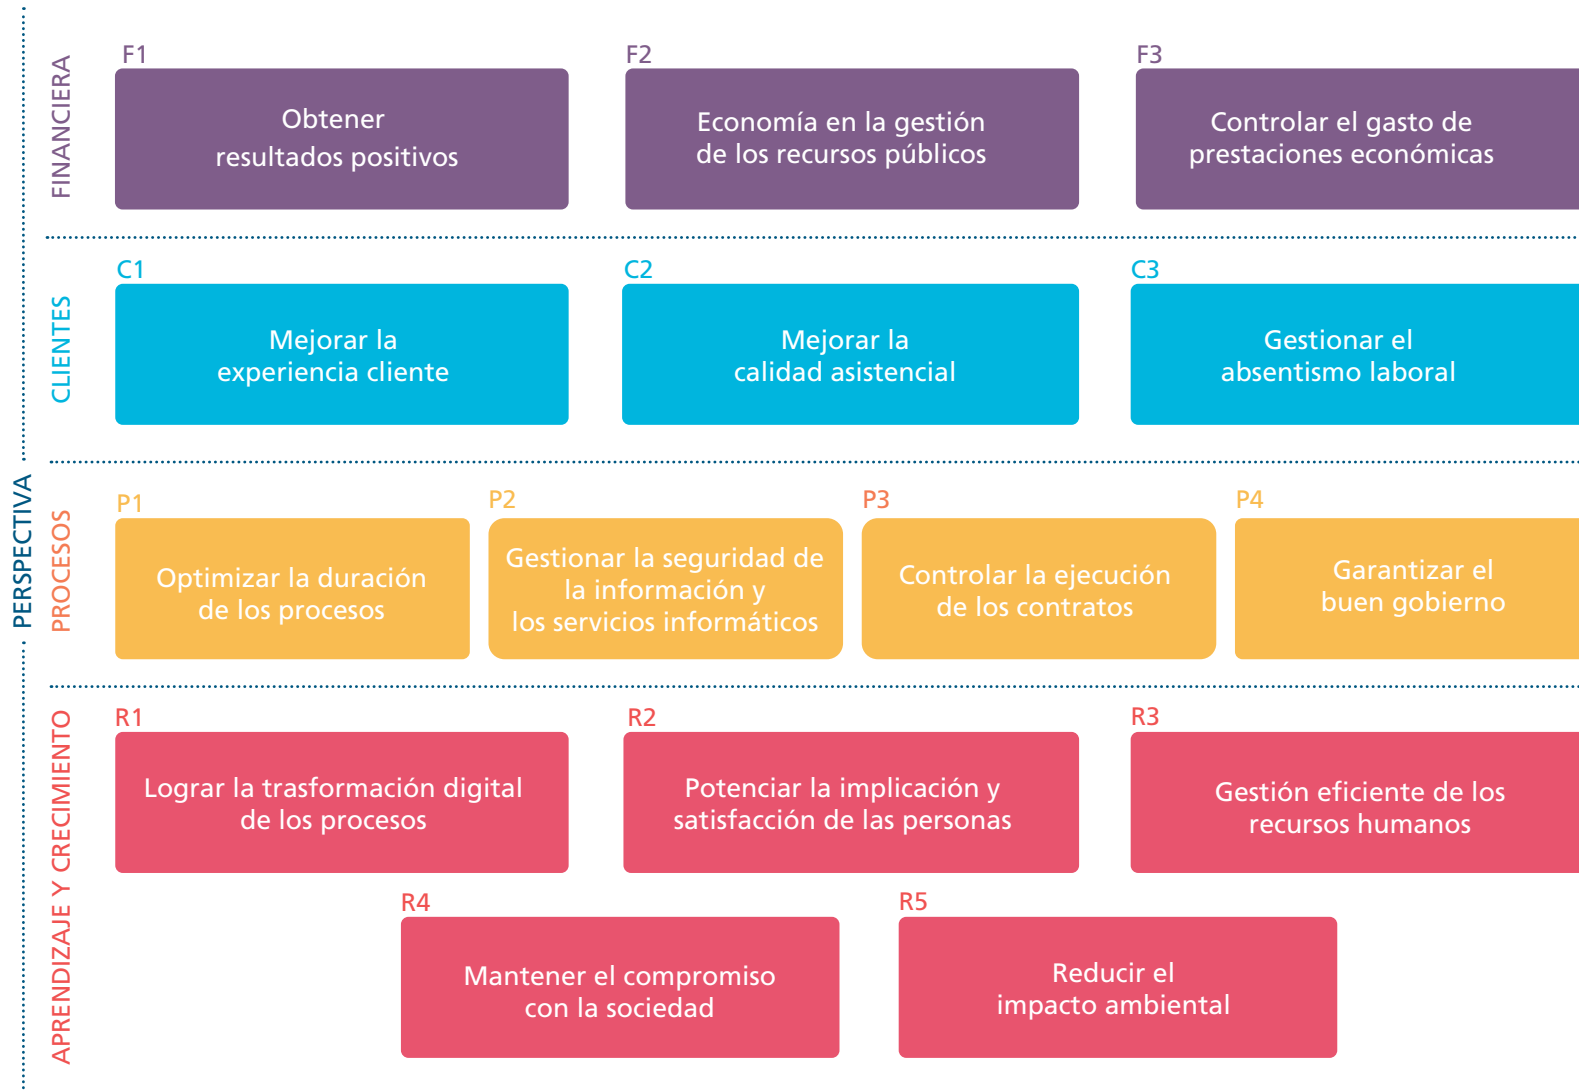 PERSPECTIVA
FINANCIERA
F1
Obtener
resultados positivos
F2
Economía en la gestión
de los recursos públicos
F3
Controlar el gasto de
prestaciones económicas
CLIENTES
C1
Mejorar la
experiencia cliente
C2
Mejorar la
calidad asistencial
C3
Gestionar el
absentismo laboral
PROCESOS
P1
Optimizar la duración
de los procesos
P2
Gestionar la seguridad de
la información y
los servicios informáticos
P3
Controlar la ejecución
de los contratos
P4
Garantizar el
buen gobierno
APRENDIZAJE Y CRECIMIENTO
R1
Lograr la trasformación digital
de los procesos
R2
Potenciar la implicación y
satisfacción de las personas
R3
Gestión eficiente de los
recursos humanos
R4
Mantener el compromiso
con la sociedad
R5
Reducir el
impacto ambiental